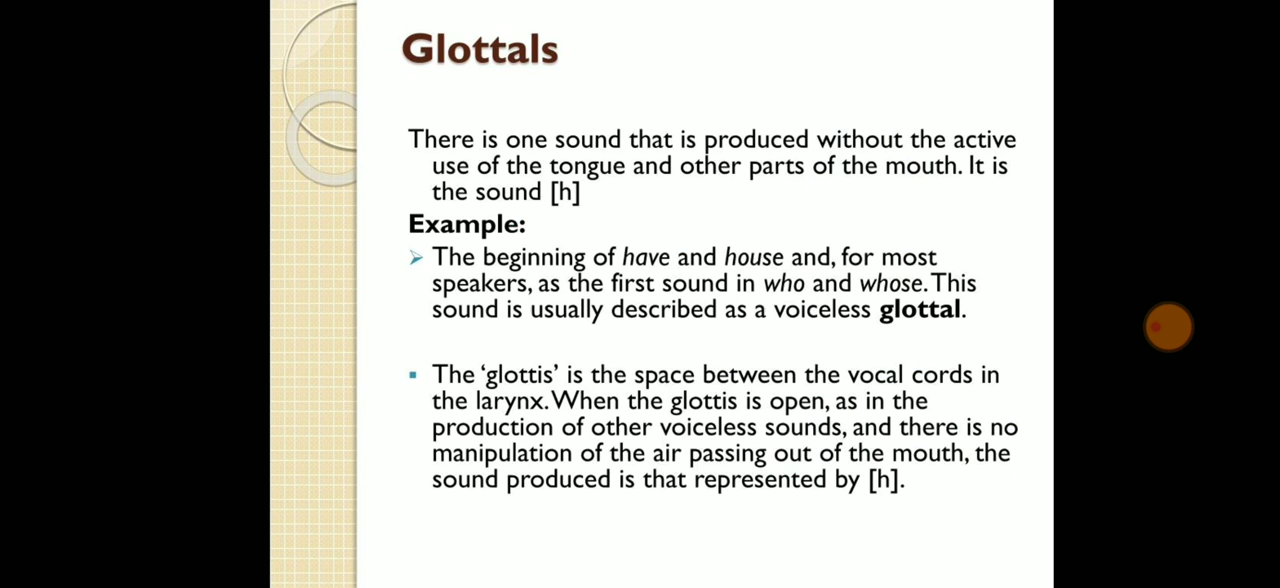 Glottals
There is one sound that is produced without the active
use of the tongue and other parts of the mouth. It is
the sound [h]
Example:
The beginning of have and house and, for most
speakers, as the first sound in who and whose. This
sound is usually described as a voiceless glottal.
The ‘glottis’ is the space between the vocal cords in
the larynx. When the glottis is open, as in the
production of other voiceless sounds, and there is no
manipulation of the air passing out of the mouth, the
sound produced is that represented by [h].